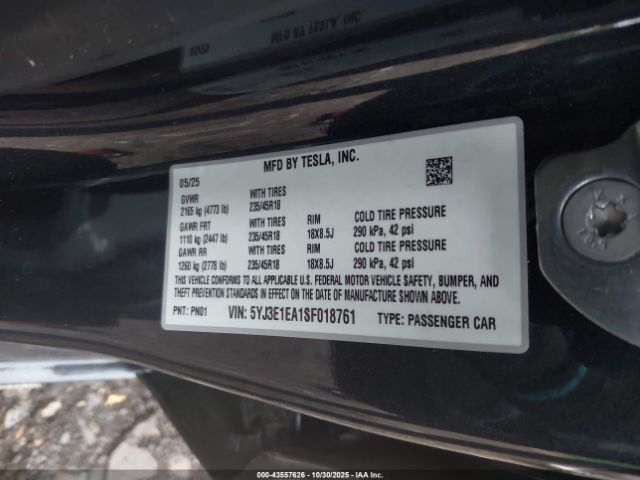 MFD BY TESLA, INC.
05/25
GVWR WITH TIRES
2165 kg (4773 lb) 235/45R18
GAWR FRT WITH TIRES RIM COLD TIRE PRESSURE
1110 kg (2447 lb) 235/45R18 18X8.5J 290 kPa, 42 psi
GAWR RR WITH TIRES RIM COLD TIRE PRESSURE
1260 kg (2778 lb) 235/45R18 18X8.5J 290 kPa, 42 psi
THIS VEHICLE CONFORMS TO ALL APPLICABLE U.S. FEDERAL MOTOR VEHICLE SAFETY, BUMPER, AND
THEFT PREVENTION STANDARDS IN EFFECT ON THE DATE OF MANUFACTURE SHOWN ABOVE.
PNT: PN01 VIN: 5YJ3E1EA1SF018761 TYPE: PASSENGER CAR
000-43557626 - 10/30/2025 - IAA Inc.